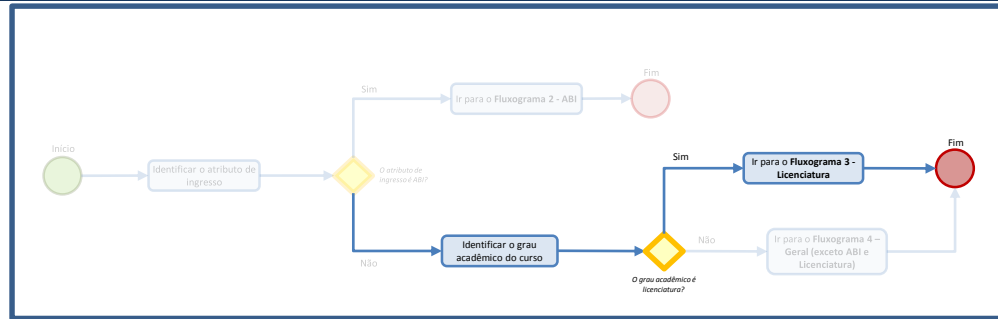 Início
Identificar o atributo de
ingresso
O atributo de
ingresso é ABI?
Sim
Ir para o Fluxograma 2 - ABI
Fim
Não
Identificar o grau
acadêmico do curso
O grau acadêmico é
licenciatura?
Sim
Ir para o Fluxograma 3 -
Licenciatura
Fim
Não
Ir para o Fluxograma 4 –
Geral (exceto ABI e
Licenciatura)